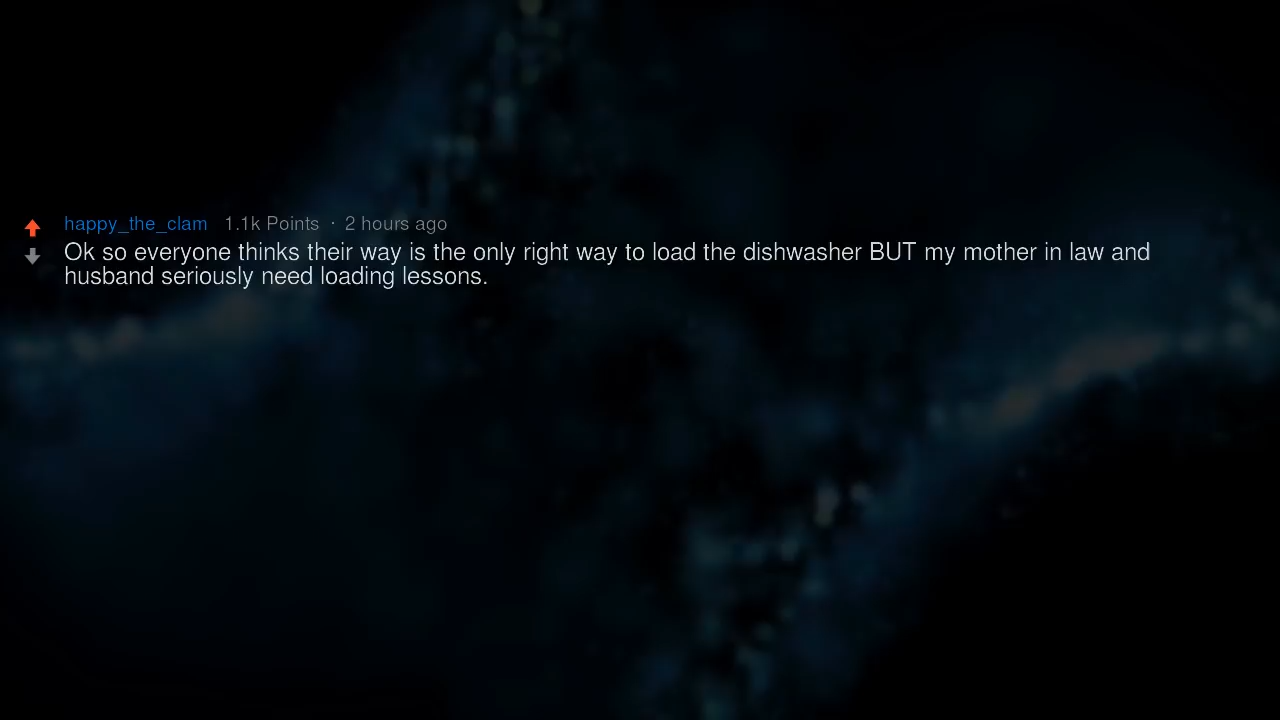 happy_the_clam 1.1k Points · 2 hours ago
Ok so everyone thinks their way is the only right way to load the dishwasher BUT my mother in law and
husband seriously need loading lessons.